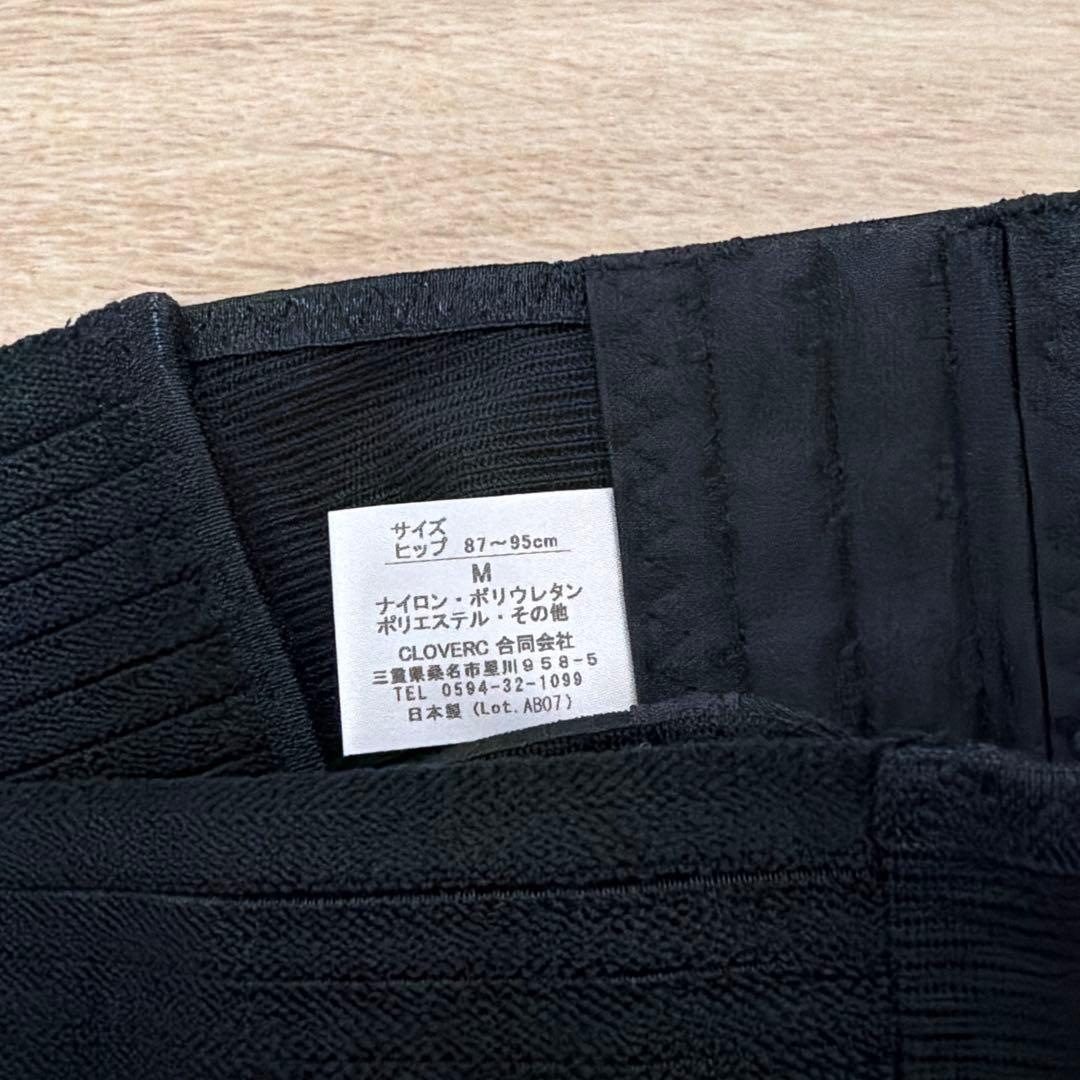 サイズ
ヒップ 87～95cm
M
ナイロン・ポリウレタン
ポリエステル・その他
CLOVERC 合同会社
三重県桑名市星川958-5
TEL 0594-32-1099
日本製 (Lot.AB07)